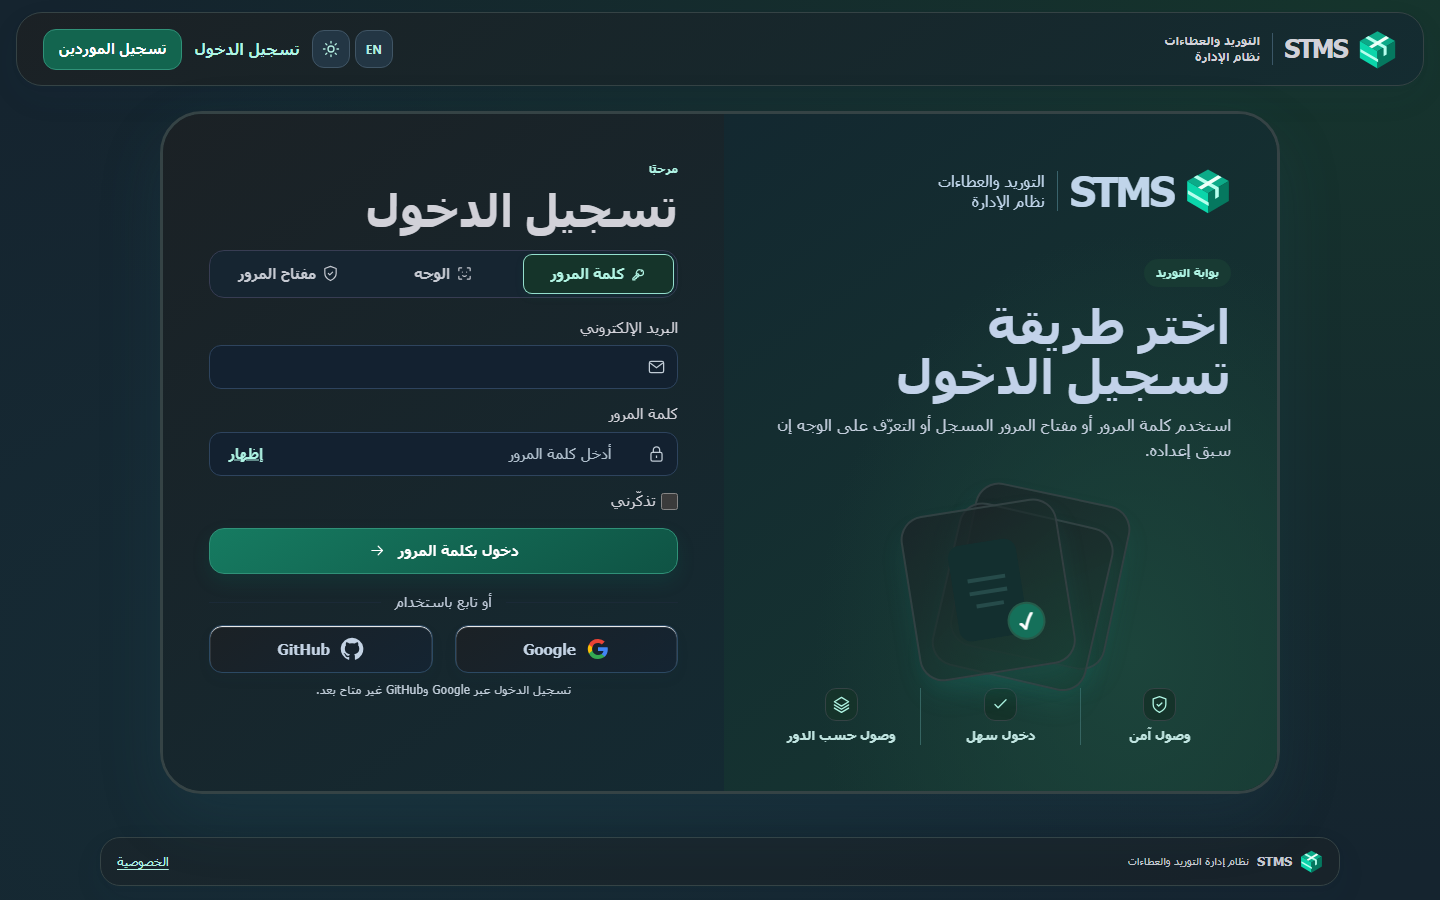 STMS
التوريد والعطاءات
نظام الإدارة
EN
تسجيل الدخول
تسجيل الموردين
STMS
التوريد والعطاءات
نظام الإدارة
بوابة التوريد
اختر طريقة
تسجيل الدخول
استخدم كلمة المرور أو مفتاح المرور المسجل أو التعرّف على الوجه إن
سبق إعداده.
وصول آمن
دخول سهل
وصول حسب الدور
مرحبًا
تسجيل الدخول
كلمة المرور
الوجه
مفتاح المرور
البريد الإلكتروني
كلمة المرور
أدخل كلمة المرور
إظهار
تذكّرني
دخول بكلمة المرور
أو تابع باستخدام
Google
GitHub
تسجيل الدخول عبر Google وGitHub غير متاح بعد.
STMS
نظام إدارة التوريد والعطاءات
الخصوصية